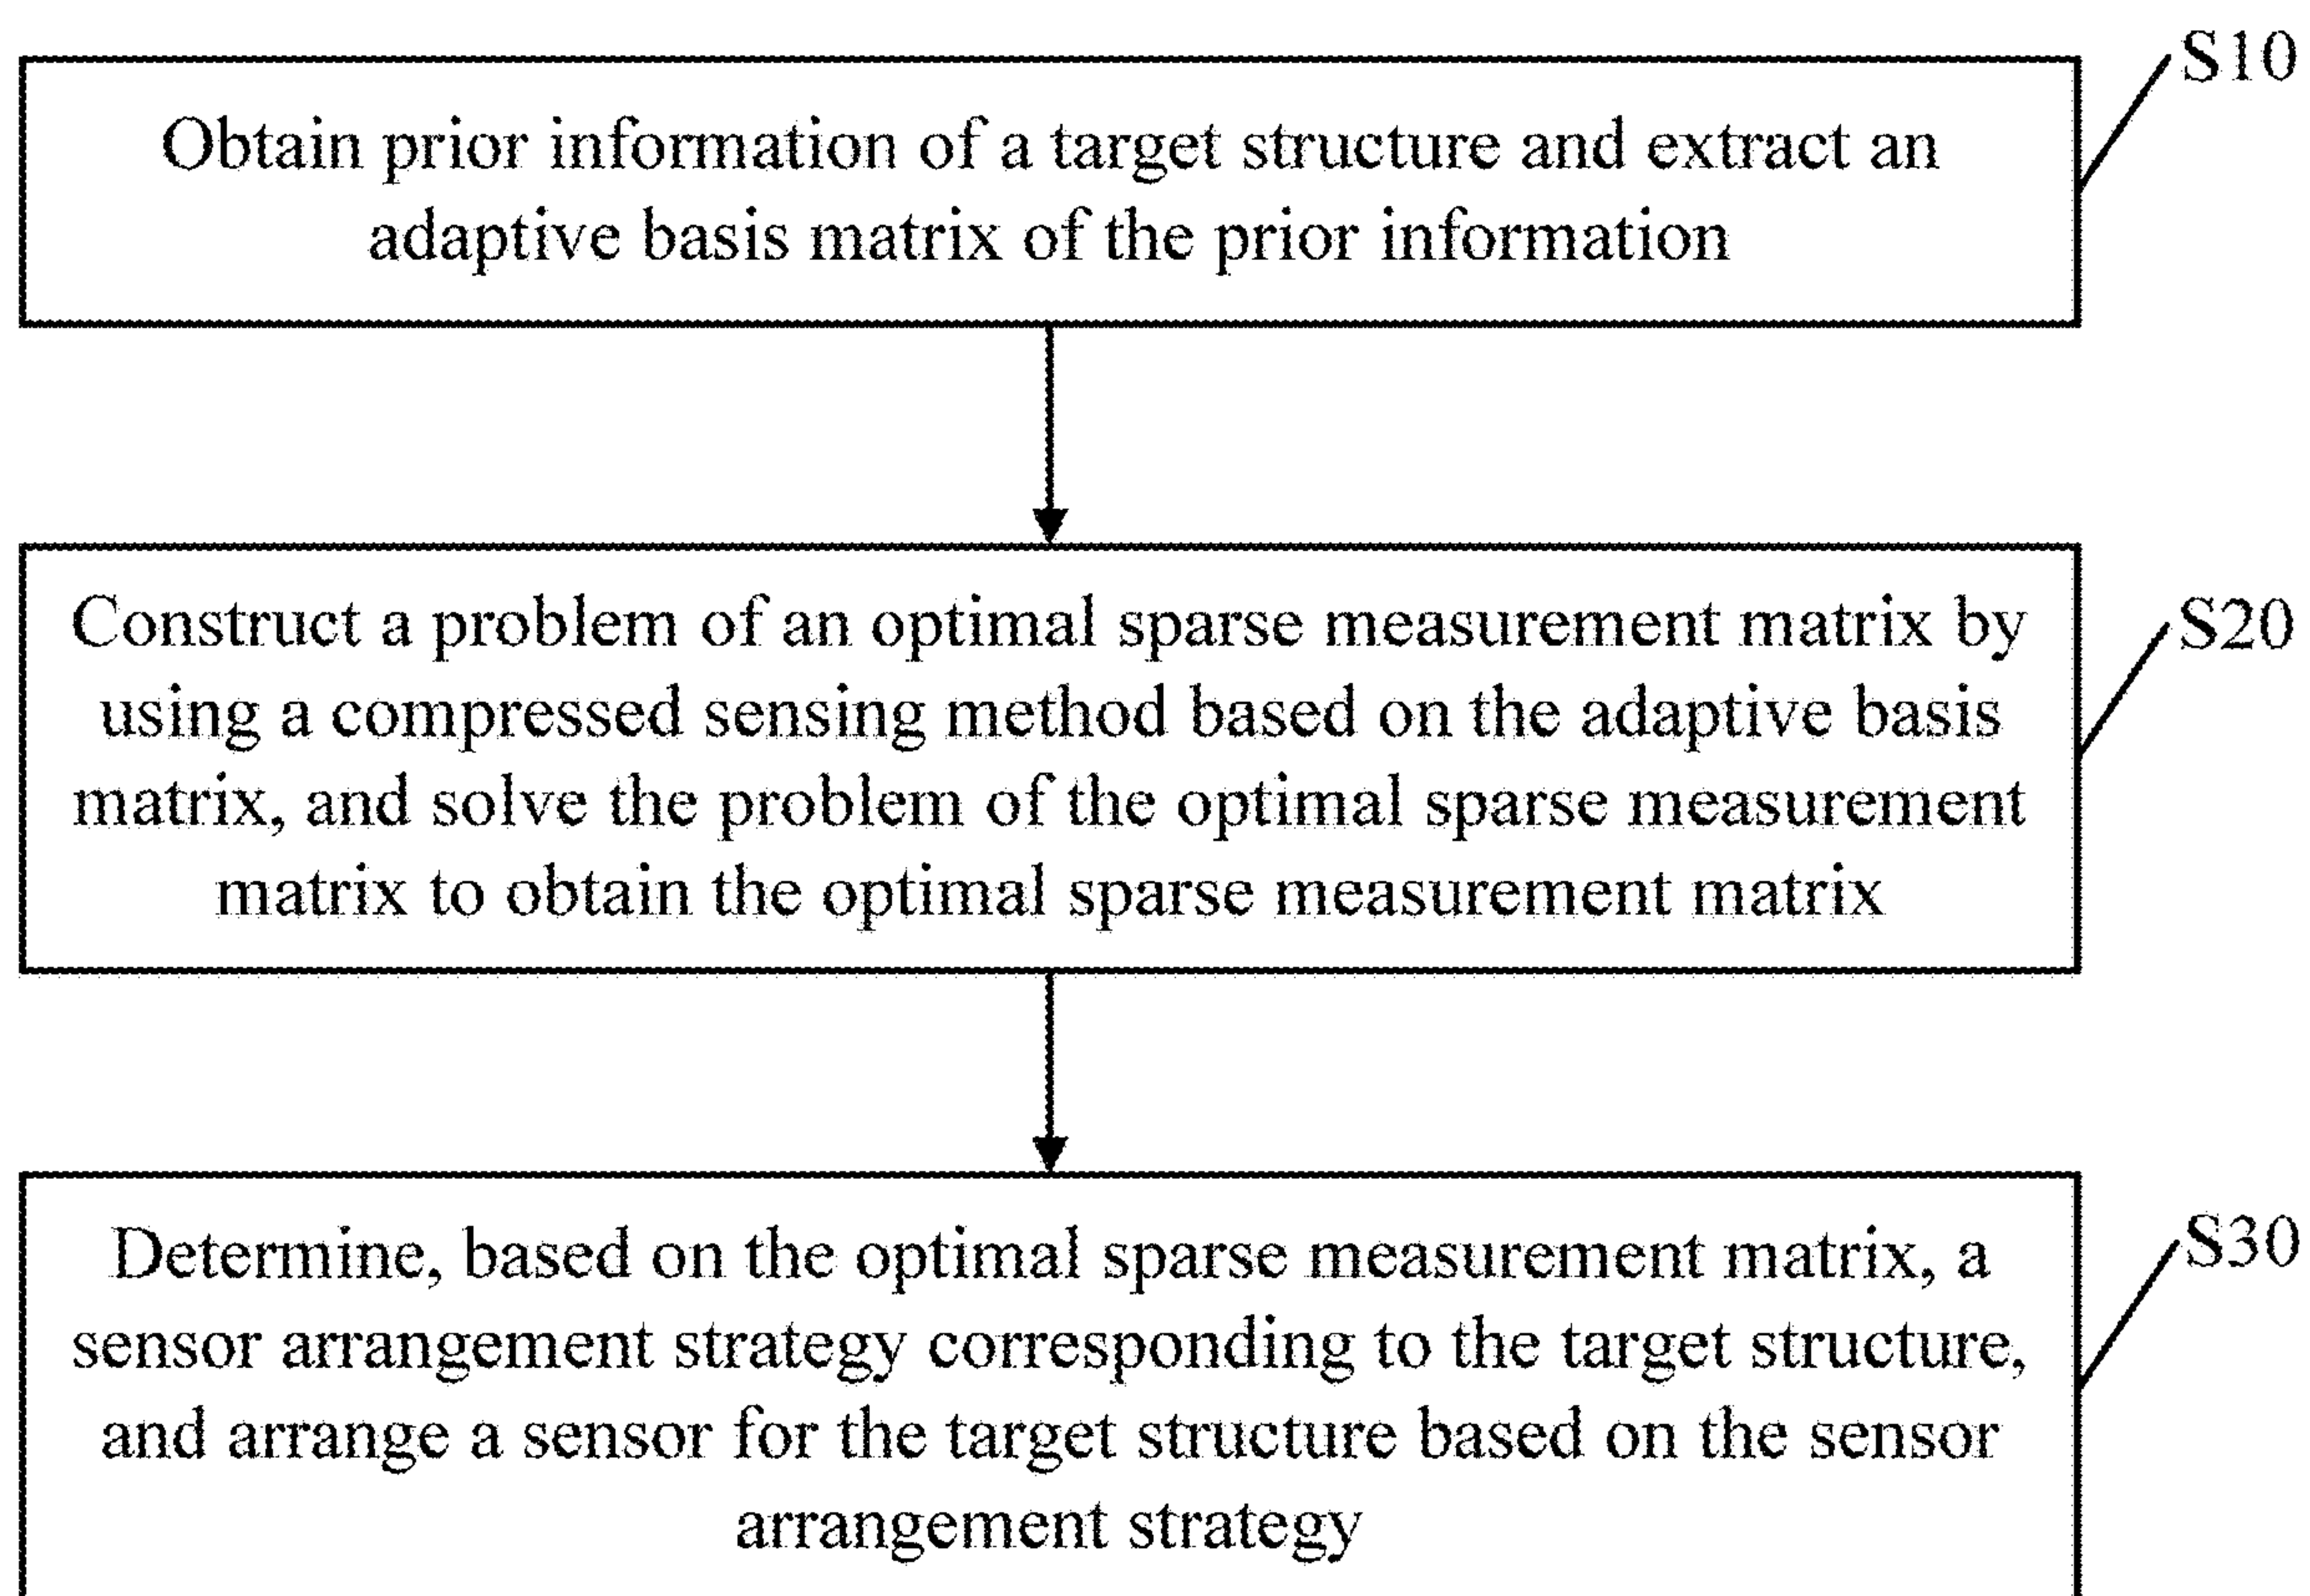 S10
Obtain prior information of a target structure and extract an
adaptive basis matrix of the prior information
S20
Construct a problem of an optimal sparse measurement matrix by
using a compressed sensing method based on the adaptive basis
matrix, and solve the problem of the optimal sparse measurement
matrix to obtain the optimal sparse measurement matrix
S30
Determine, based on the optimal sparse measurement matrix, a
sensor arrangement strategy corresponding to the target structure,
and arrange a sensor for the target structure based on the sensor
arrangement strategy